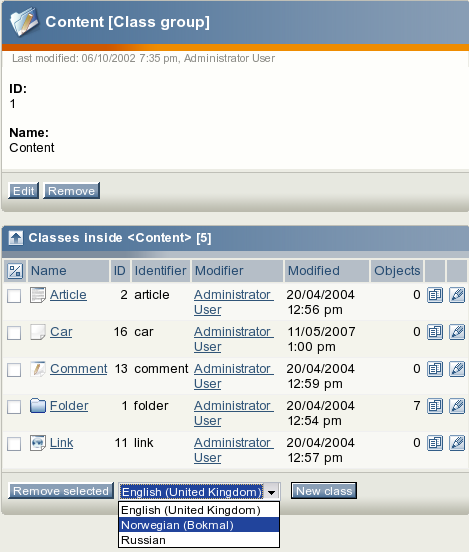 Content [Class group]
Last modified: 06/10/2002 7:35 pm, Administrator User
ID:
1
Name:
Content
Edit Remove
Classes inside <Content> [5]
Name ID Identifier Modifier Modified Objects
Article 2 article Administrator User 20/04/2004 12:56 pm 0
Car 16 car Administrator User 11/05/2007 1:00 pm 0
Comment 13 comment Administrator User 20/04/2004 12:59 pm 0
Folder 1 folder Administrator User 20/04/2004 12:54 pm 7
Link 11 link Administrator User 20/04/2004 12:57 pm 0
Remove selected English (United Kingdom) New class
English (United Kingdom)
Norwegian (Bokmal)
Russian